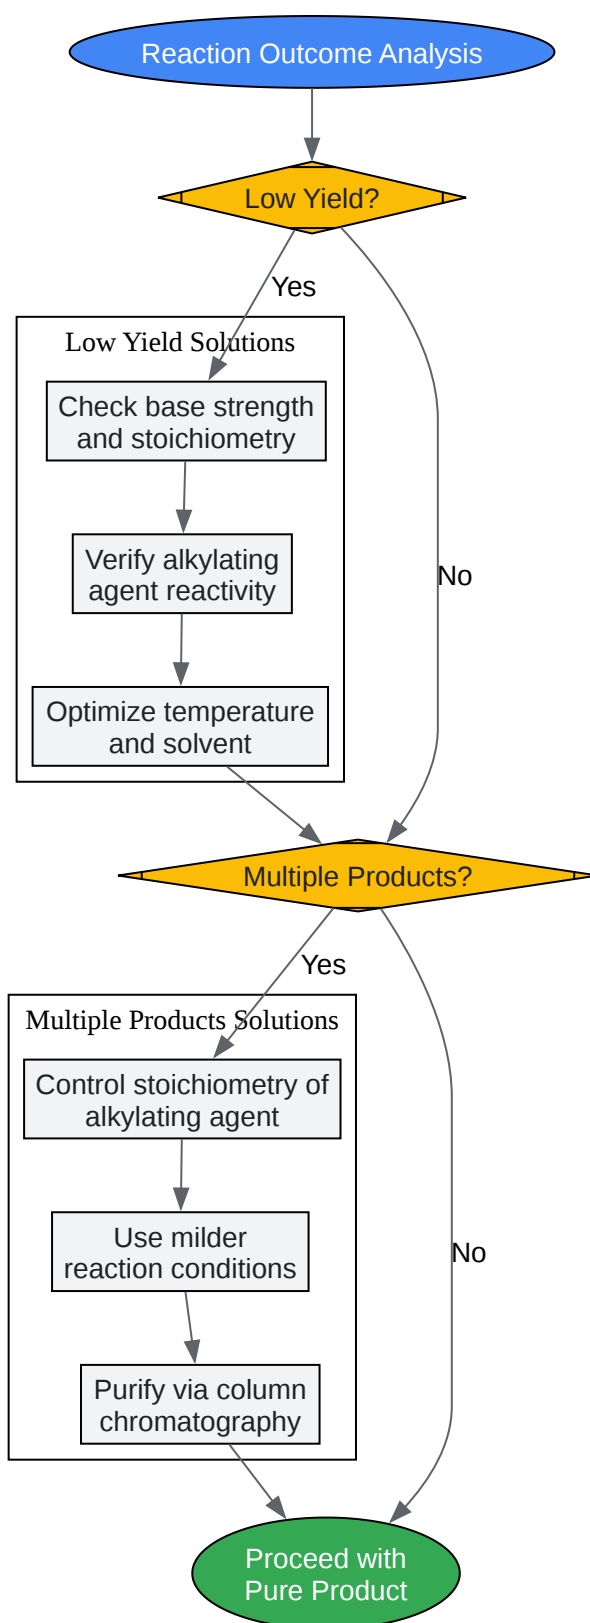 Reaction Outcome Analysis
Low Yield?
Yes
Low Yield Solutions
Check base strength
and stoichiometry
Verify alkylating
agent reactivity
No
Optimize temperature
and solvent
Multiple Products?
Yes
Multiple Products Solutions
Control stoichiometry of
alkylating agent
Use milder
reaction conditions
No
Purify via column
chromatography
Proceed with
Pure Product